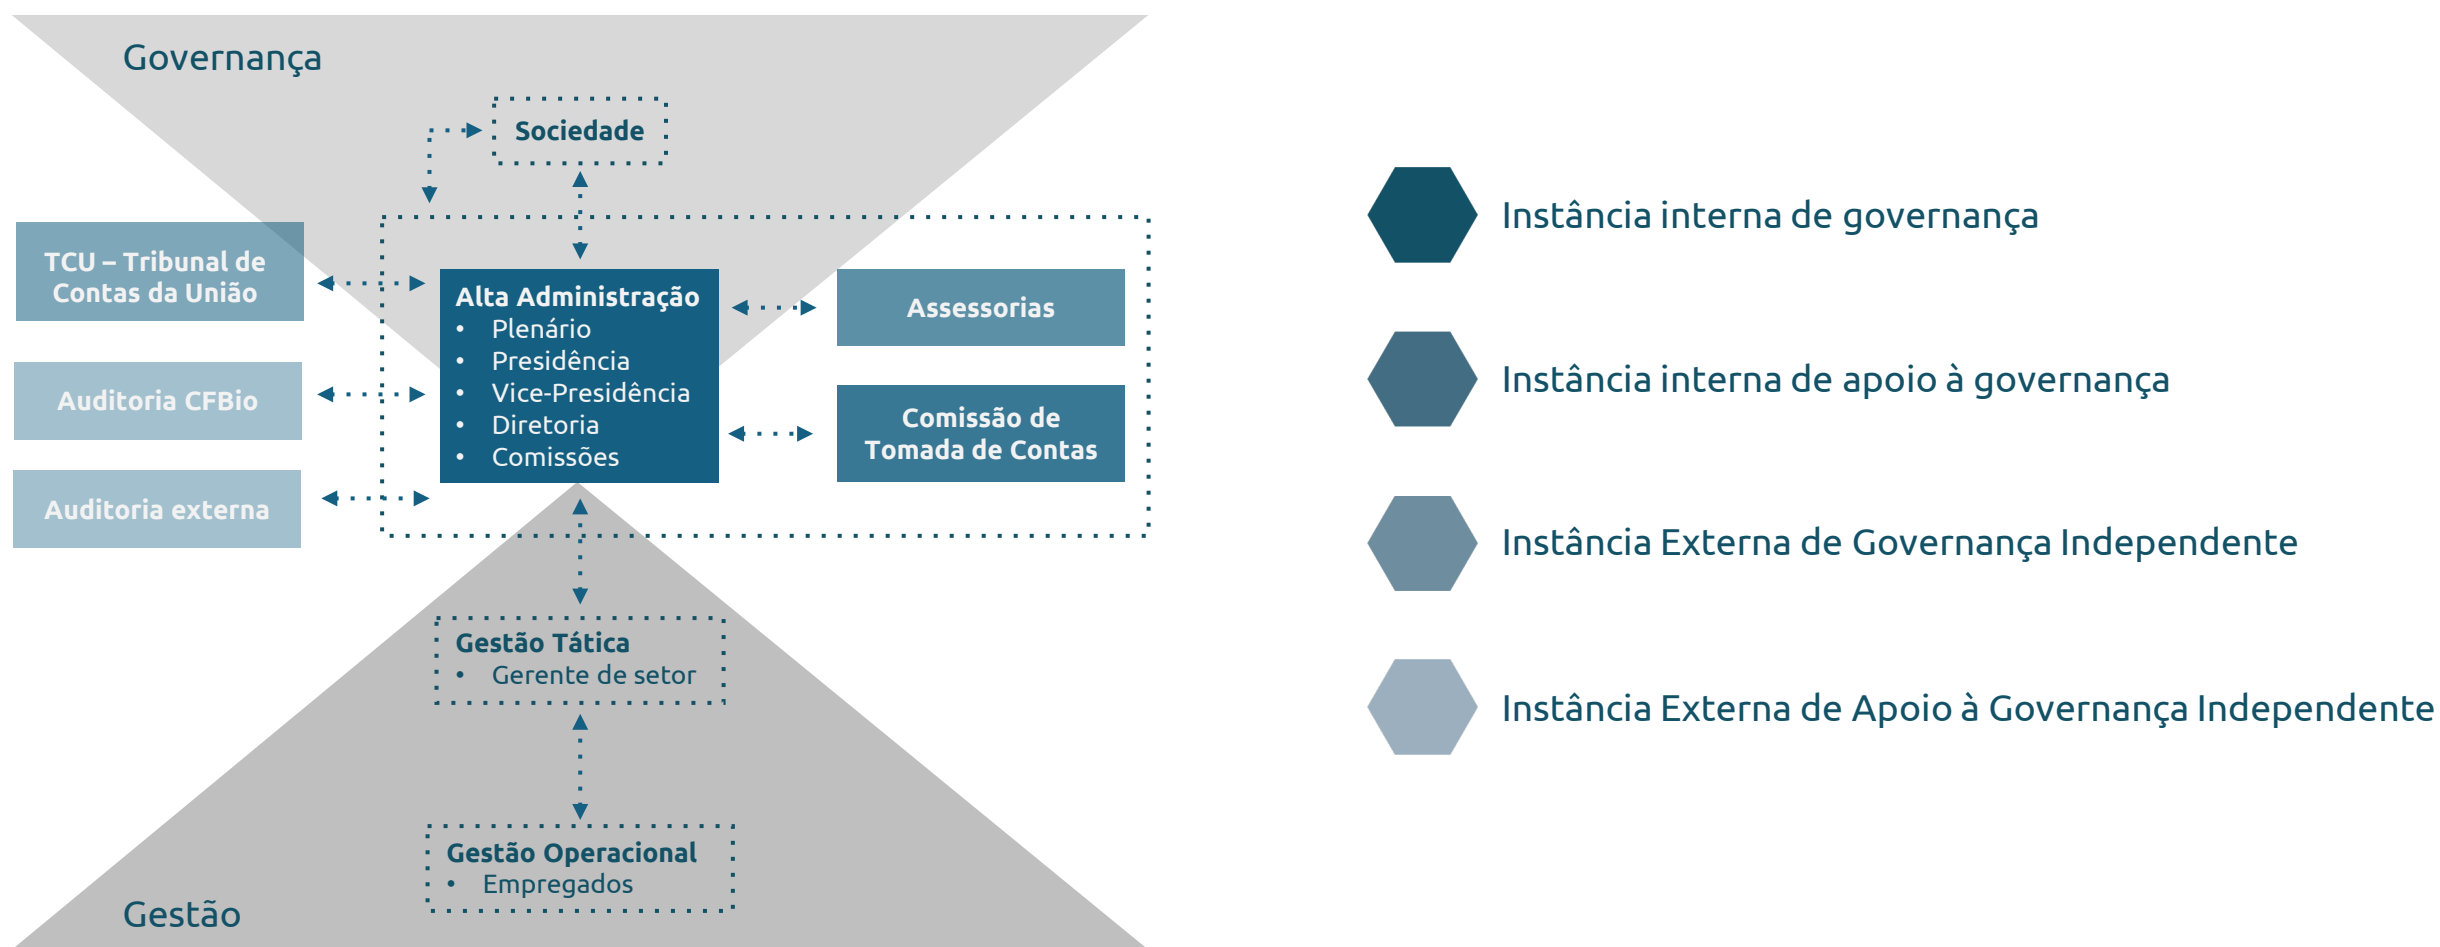 Governança
Sociedade
TCU – Tribunal de
Contas da União
Auditoria CFBio
Auditoria externa
Alta Administração
• Plenário
• Presidência
• Vice-Presidência
• Diretoria
• Comissões
Assessorias
Comissão de
Tomada de Contas
Gestão Tática
• Gerente de setor
Gestão Operacional
• Empregados
Gestão
Instância interna de governança
Instância interna de apoio à governança
Instância Externa de Governança Independente
Instância Externa de Apoio à Governança Independente